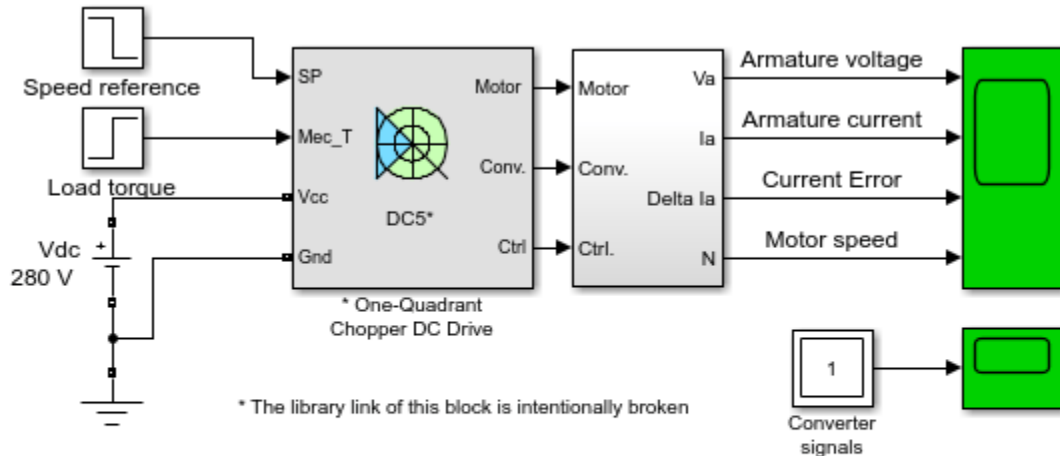 Speed reference
Load torque
Vdc
+
280 V
SP
Mec_T
Vcc
Gnd
Motor
Conv.
Ctrl
DC5*
* One-Quadrant
Chopper DC Drive
Motor
Conv.
Ctrl.
Va
Ia
Delta Ia
N
Armature voltage
Armature current
Current Error
Motor speed
1
Converter
signals
* The library link of this block is intentionally broken